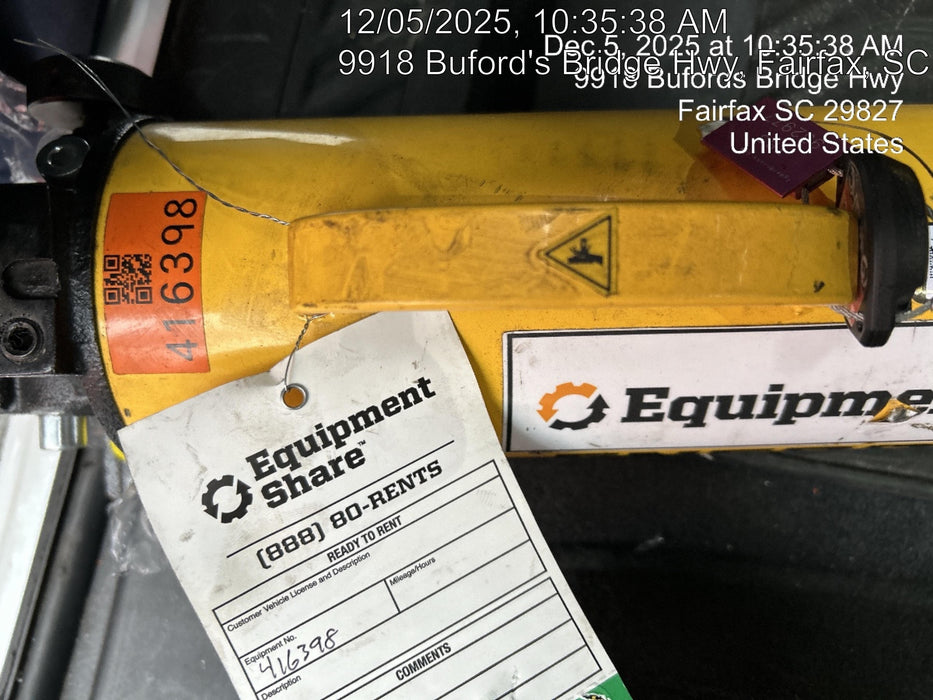 12/05/2025, 10:35:38 AM
9918 Buford's Bridge Hwy, Fairfax, SC
Dec 5, 2025 at 10:35:38 AM
9918 Bufords Bridge Hwy
Fairfax SC 29827
United States
416398
Equipme
Equipment
Share™
(888) 80-RENTS
READY TO RENT
Customer Vehicle License and Description
Mileage/Hours
Equipment No.
416398
Description
COMMENTS